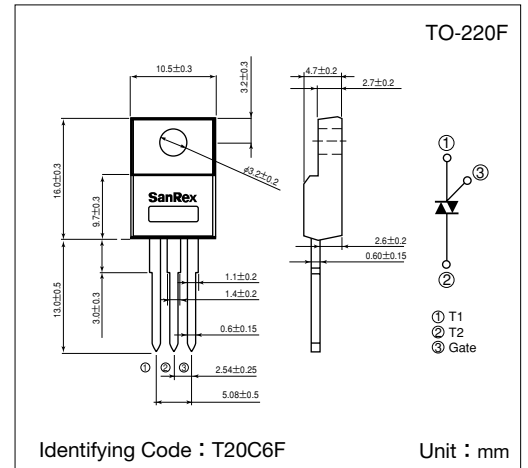 TO-220F
10.5±0.3
3.2±0.2
4.7±0.2
2.7±0.2
16.0±0.3
9.7±0.3
φ3.2±0.2
SanRex
①
③
②
13.0±0.5
3.0±0.3
1.1±0.2
1.4±0.2
0.6±0.15
2.6±0.2
0.60±0.15
① ② ③
2.54±0.25
5.08±0.5
① T1
② T2
③ Gate
Identifying Code：T20C6F
Unit：mm